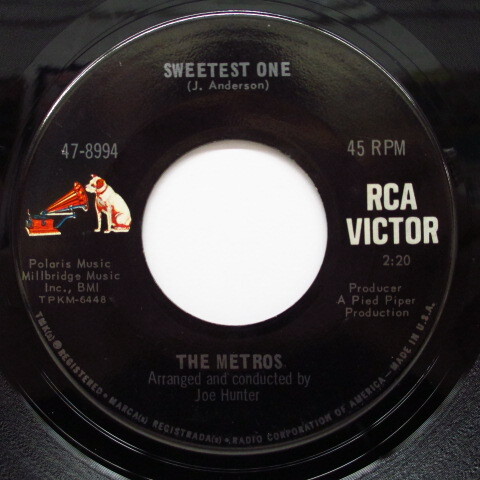 SWEETEST ONE
(J. Anderson)
47-8994
45 RPM
RCA
VICTOR
2:20
Polaris Music
Millbridge Music
Inc., BMI
TPKM-6448
Producer
A Pied Piper
Production
THE METROS
Arranged and conducted by
Joe Hunter
TMK(s) ® REGISTERED • MARCA(s) REGISTRADA(s) • RADIO CORPORATION OF AMERICA – MADE IN U.S.A.